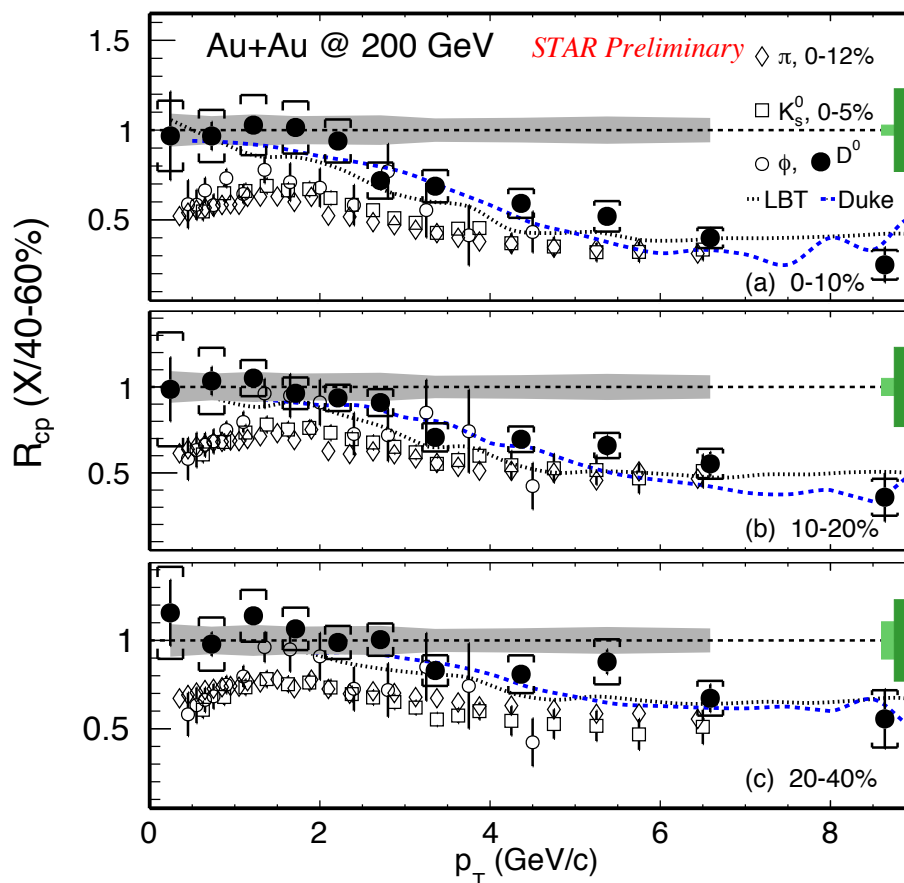 Au+Au @ 200 GeV
STAR Preliminary
π, 0-12%
K⁰ₛ, 0-5%
ϕ, D⁰
LBT Duke
(a) 0-10%
(b) 10-20%
(c) 20-40%
R_cp (X/40-60%)
1.5
1
0.5
1
0.5
1
0.5
0 2 4 6 8
p_T (GeV/c)